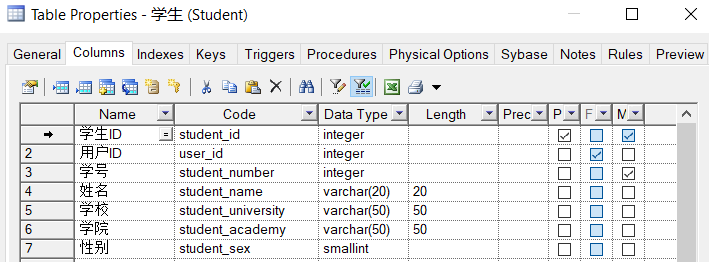 Table Properties - 学生 (Student)
General Columns Indexes Keys Triggers Procedures Physical Options Sybase Notes Rules Preview
Name Code Data Type Length Prec P F M
学生ID = student_id integer
2 用户ID user_id integer
3 学号 student_number integer
4 姓名 student_name varchar(20) 20
5 学校 student_university varchar(50) 50
6 学院 student_academy varchar(50) 50
7 性别 student_sex smallint